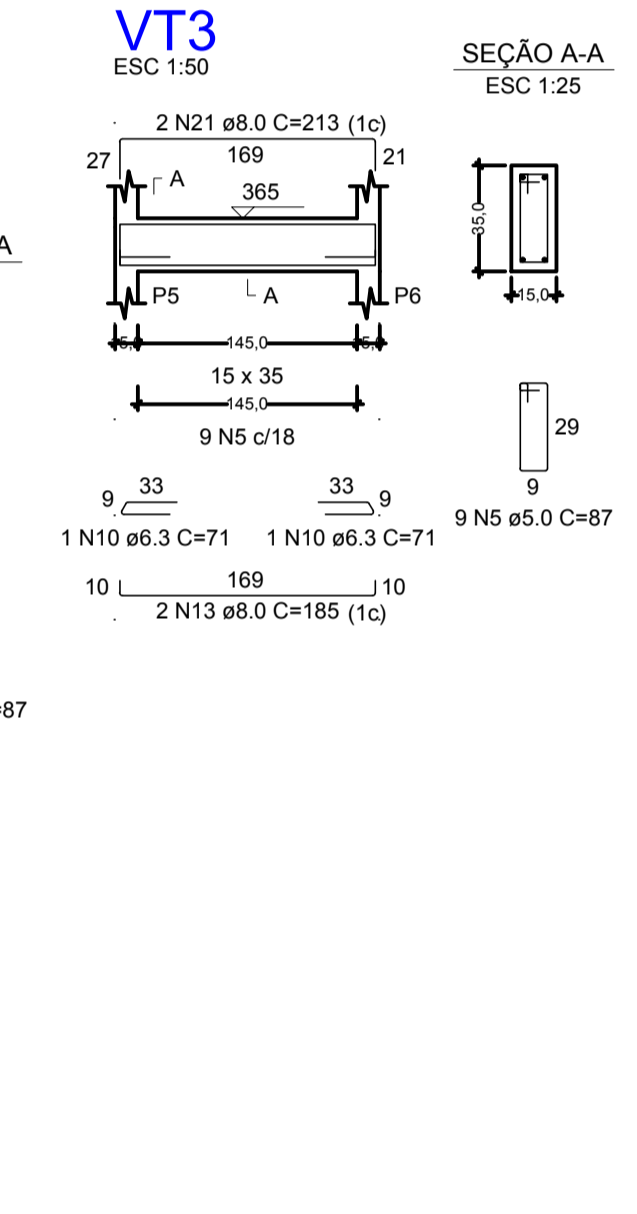 VT3
ESC 1:50
SEÇÃO A-A
ESC 1:25
2 N21 ø8.0 C=213 (1c)
27
169
21
A
365
A
35,0
P5
A
P6
15,0
145,0
15 x 35
145,0
9 N5 c/18
29
9
9 N5 ø5.0 C=87
9
33
33
9
1 N10 ø6.3 C=71
1 N10 ø6.3 C=71
10
169
10
2 N13 ø8.0 C=185 (1c)
=87